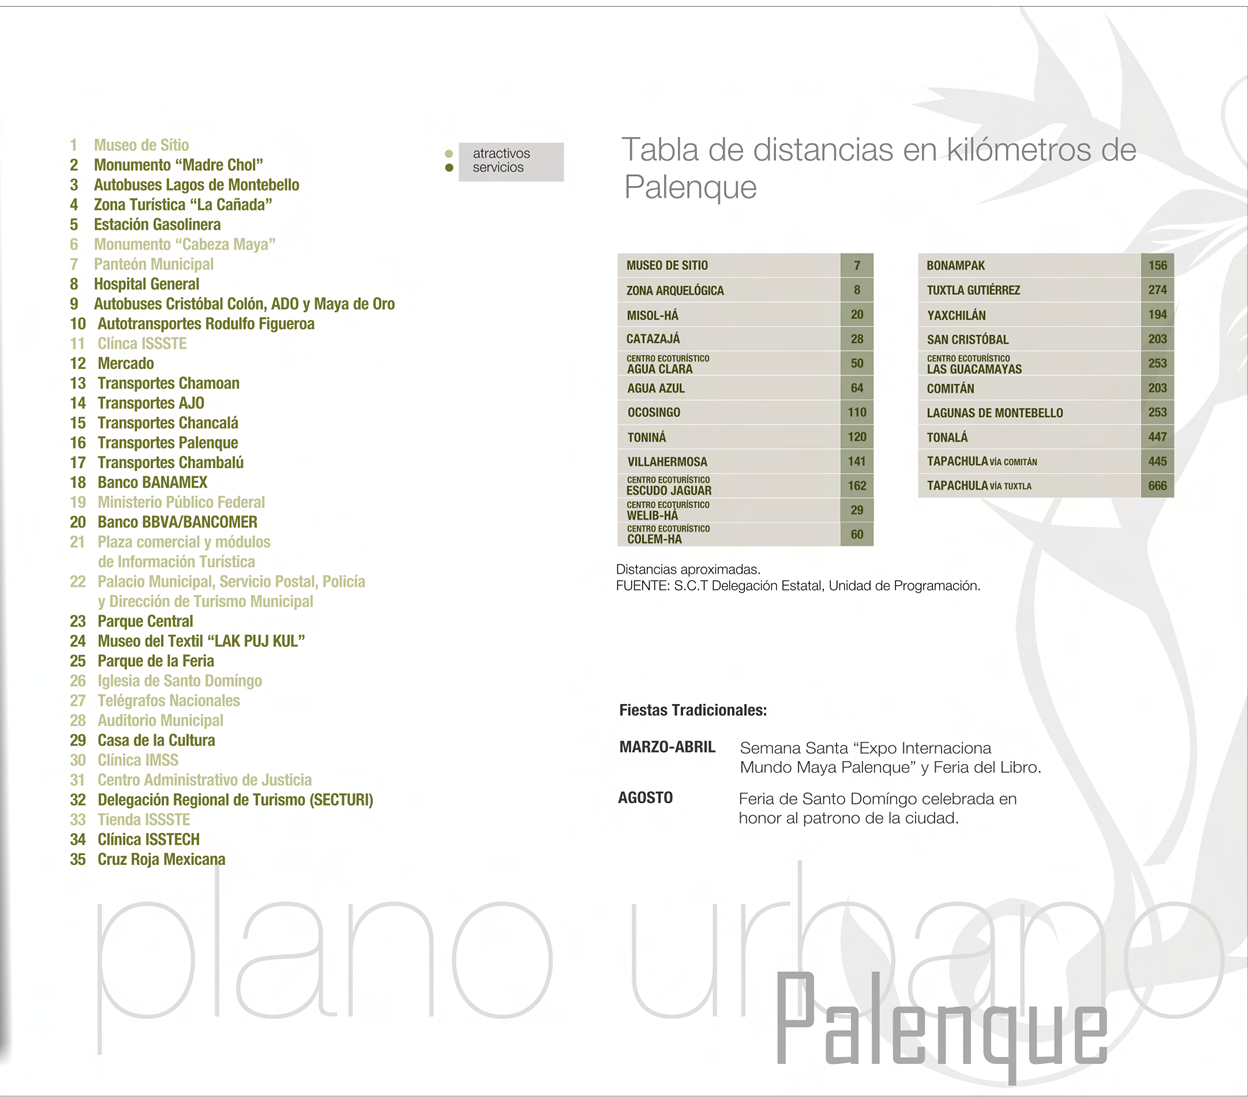 1 Museo de Sítio
2 Monumento “Madre Chol”
3 Autobuses Lagos de Montebello
4 Zona Turística “La Cañada”
5 Estación Gasolinera
6 Monumento “Cabeza Maya”
7 Panteón Municipal
8 Hospital General
9 Autobuses Cristóbal Colón, ADO y Maya de Oro
10 Autotransportes Rodulfo Figueroa
11 Clínca ISSSTE
12 Mercado
13 Transportes Chamoan
14 Transportes AJO
15 Transportes Chancalá
16 Transportes Palenque
17 Transportes Chambalú
18 Banco BANAMEX
19 Ministerio Público Federal
20 Banco BBVA/BANCOMER
21 Plaza comercial y módulos
de Información Turística
22 Palacio Municipal, Servicio Postal, Policía
y Dirección de Turismo Municipal
23 Parque Central
24 Museo del Textil “LAK PUJ KUL”
25 Parque de la Feria
26 Iglesia de Santo Domíngo
27 Telégrafos Nacionales
28 Auditorio Municipal
29 Casa de la Cultura
30 Clínica IMSS
31 Centro Administrativo de Justicia
32 Delegación Regional de Turismo (SECTURI)
33 Tienda ISSSTE
34 Clínica ISSTECH
35 Cruz Roja Mexicana
atractivos
servicios
Tabla de distancias en kilómetros de
Palenque
MUSEO DE SITIO 7
ZONA ARQUELÓGICA 8
MISOL-HÁ 20
CATAZAJÁ 28
CENTRO ECOTURÍSTICO
AGUA CLARA 50
AGUA AZUL 64
OCOSINGO 110
TONINÁ 120
VILLAHERMOSA 141
CENTRO ECOTURÍSTICO
ESCUDO JAGUAR 162
CENTRO ECOTURÍSTICO
WELIB-HÁ 29
CENTRO ECOTURÍSTICO
COLEM-HA 60
BONAMPAK 156
TUXTLA GUTIÉRREZ 274
YAXCHILÁN 194
SAN CRISTÓBAL 203
CENTRO ECOTURÍSTICO
LAS GUACAMAYAS 253
COMITÁN 203
LAGUNAS DE MONTEBELLO 253
TONALÁ 447
TAPACHULA VÍA COMITÁN 445
TAPACHULA VÍA TUXTLA 666
Distancias aproximadas.
FUENTE: S.C.T Delegación Estatal, Unidad de Programación.
Fiestas Tradicionales:
MARZO-ABRIL Semana Santa “Expo Internaciona
Mundo Maya Palenque” y Feria del Libro.
AGOSTO Feria de Santo Domíngo celebrada en
honor al patrono de la ciudad.
plano urbano
Palenque